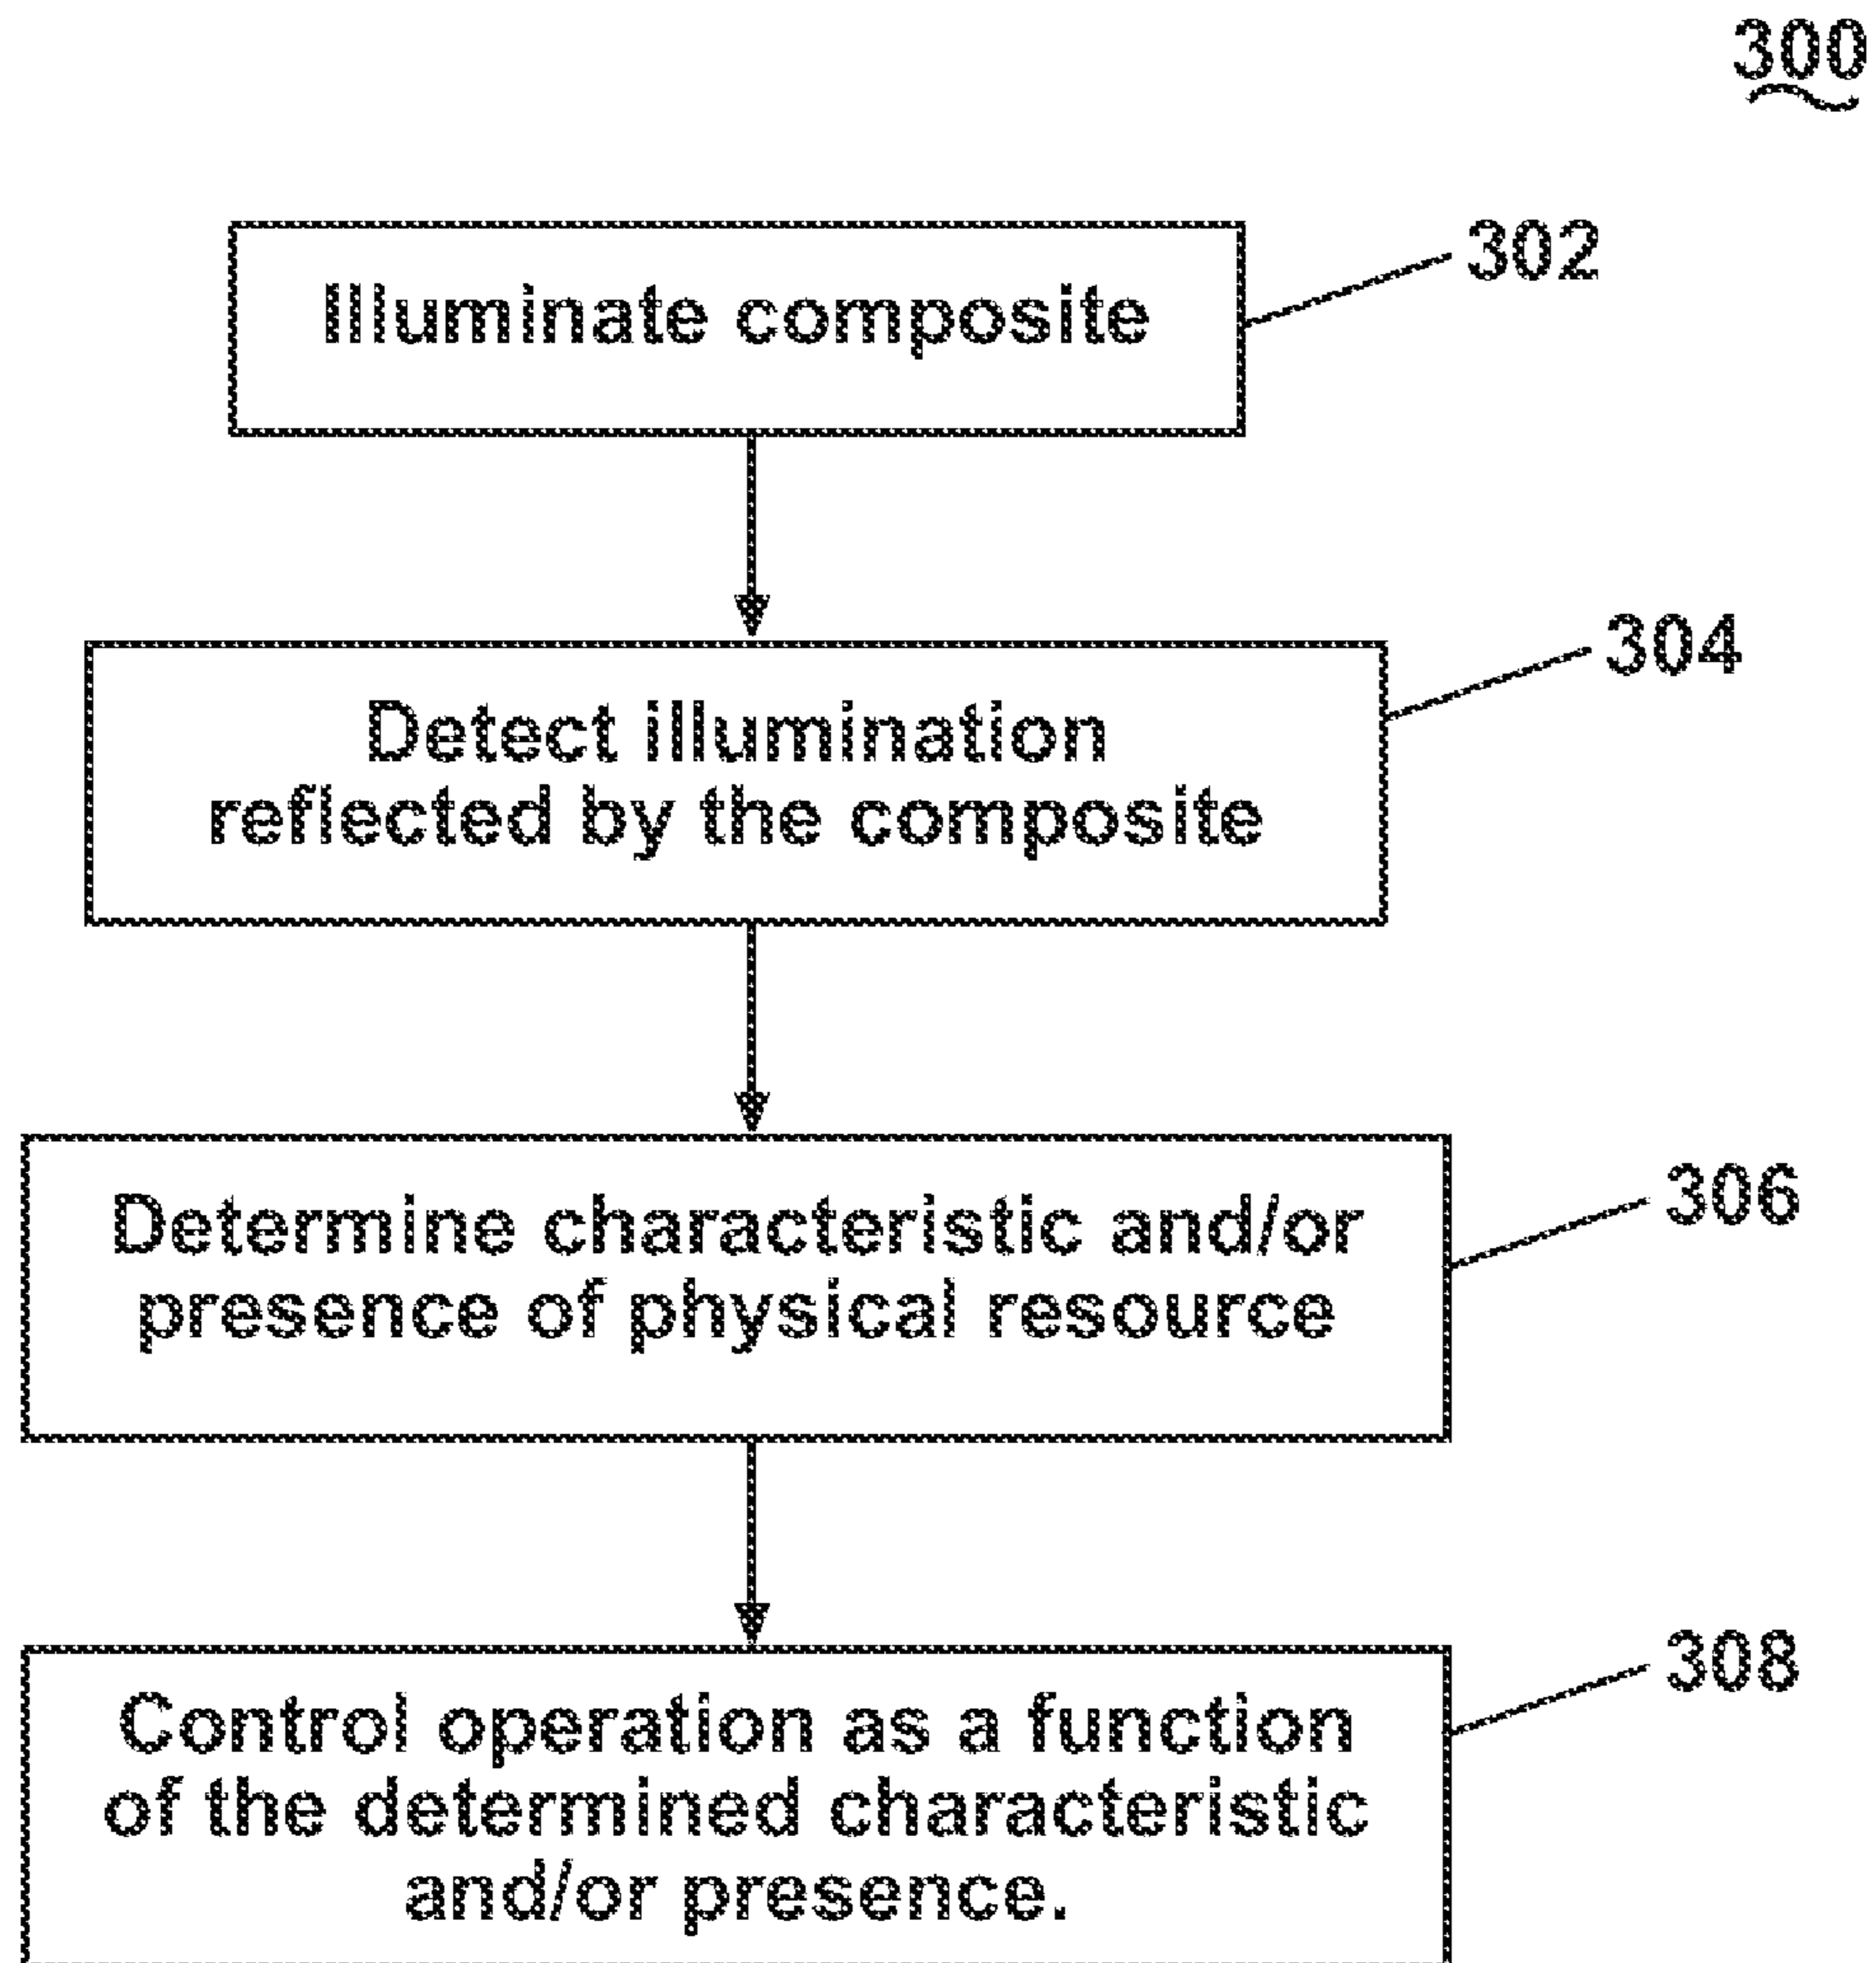 300
Illuminate composite
302
Detect illumination
reflected by the composite
304
Determine characteristic and/or
presence of physical resource
306
Control operation as a function
of the determined characteristic
and/or presence.
308